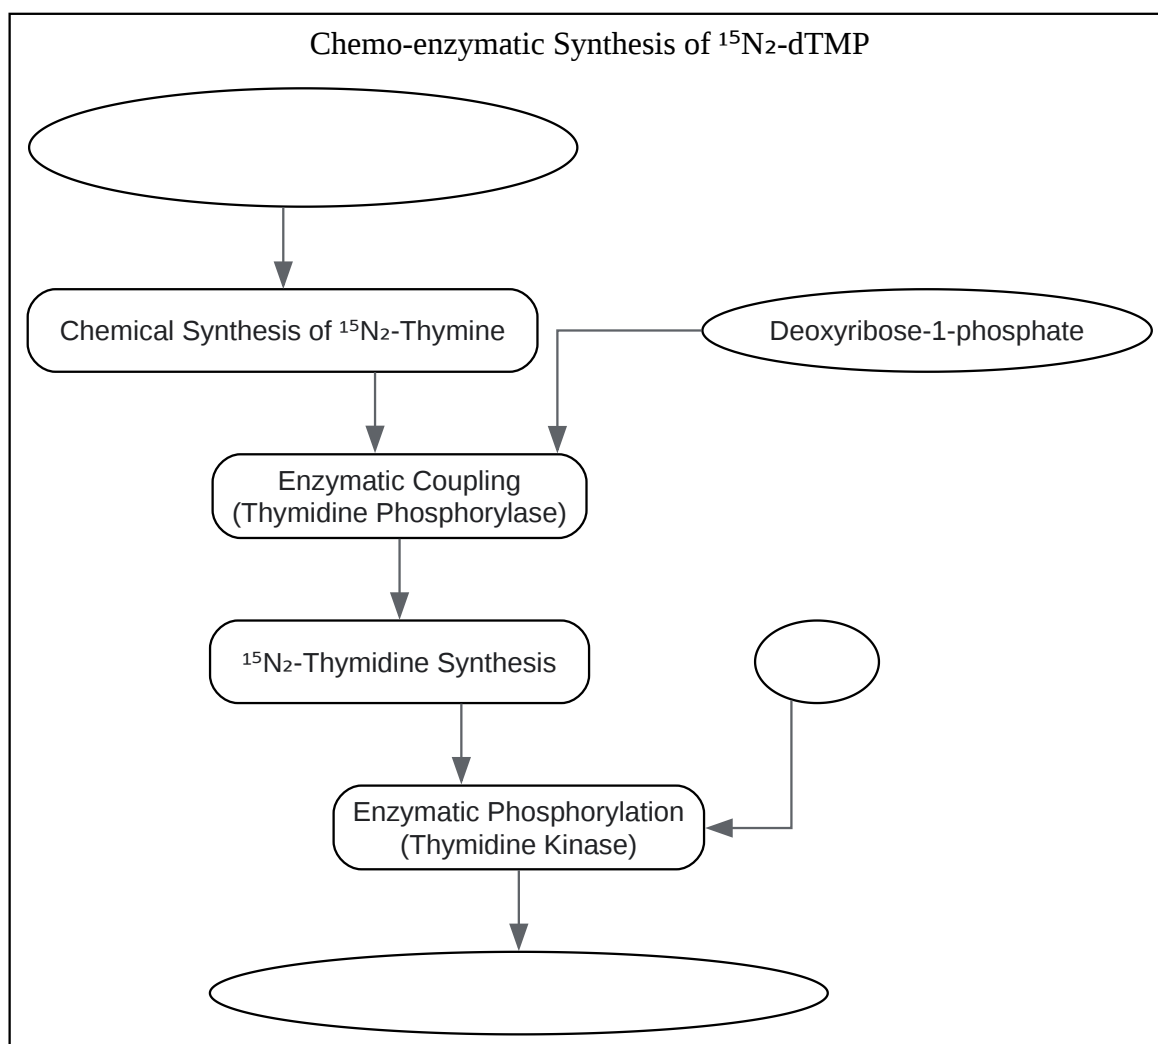 Chemo-enzymatic Synthesis of ¹⁵N₂-dTMP
Chemical Synthesis of ¹⁵N₂-Thymine
Deoxyribose-1-phosphate
Enzymatic Coupling
(Thymidine Phosphorylase)
¹⁵N₂-Thymidine Synthesis
Enzymatic Phosphorylation
(Thymidine Kinase)